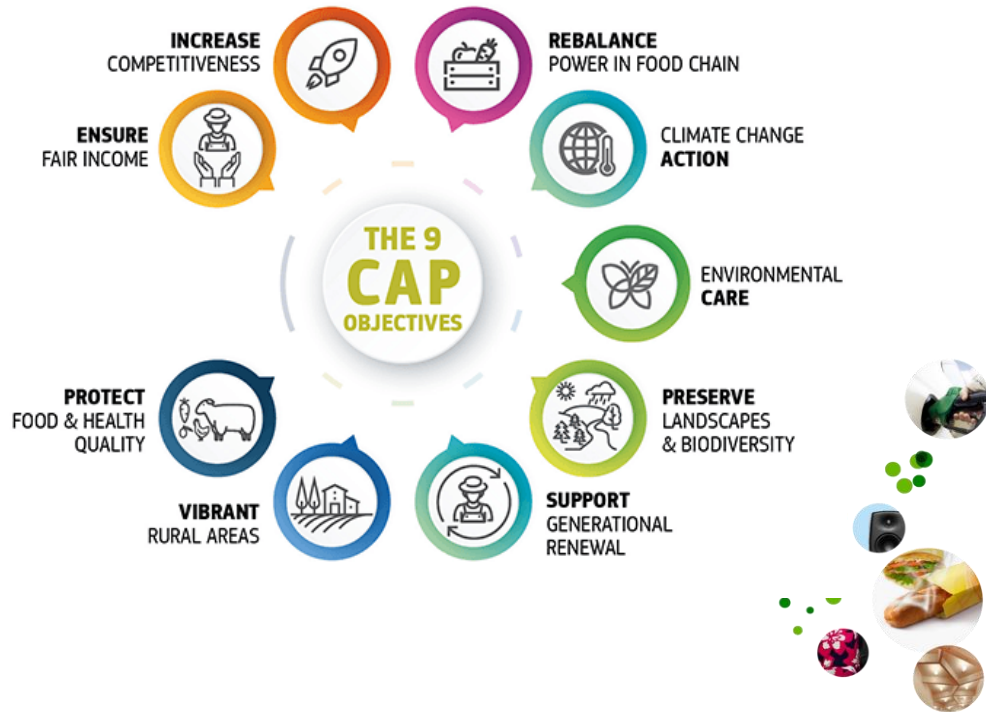 INCREASE
COMPETITIVENESS
REBALANCE
POWER IN FOOD CHAIN
ENSURE
FAIR INCOME
CLIMATE CHANGE
ACTION
THE 9
CAP
OBJECTIVES
ENVIRONMENTAL
CARE
PROTECT
FOOD & HEALTH
QUALITY
PRESERVE
LANDSCAPES
& BIODIVERSITY
VIBRANT
RURAL AREAS
SUPPORT
GENERATIONAL
RENEWAL